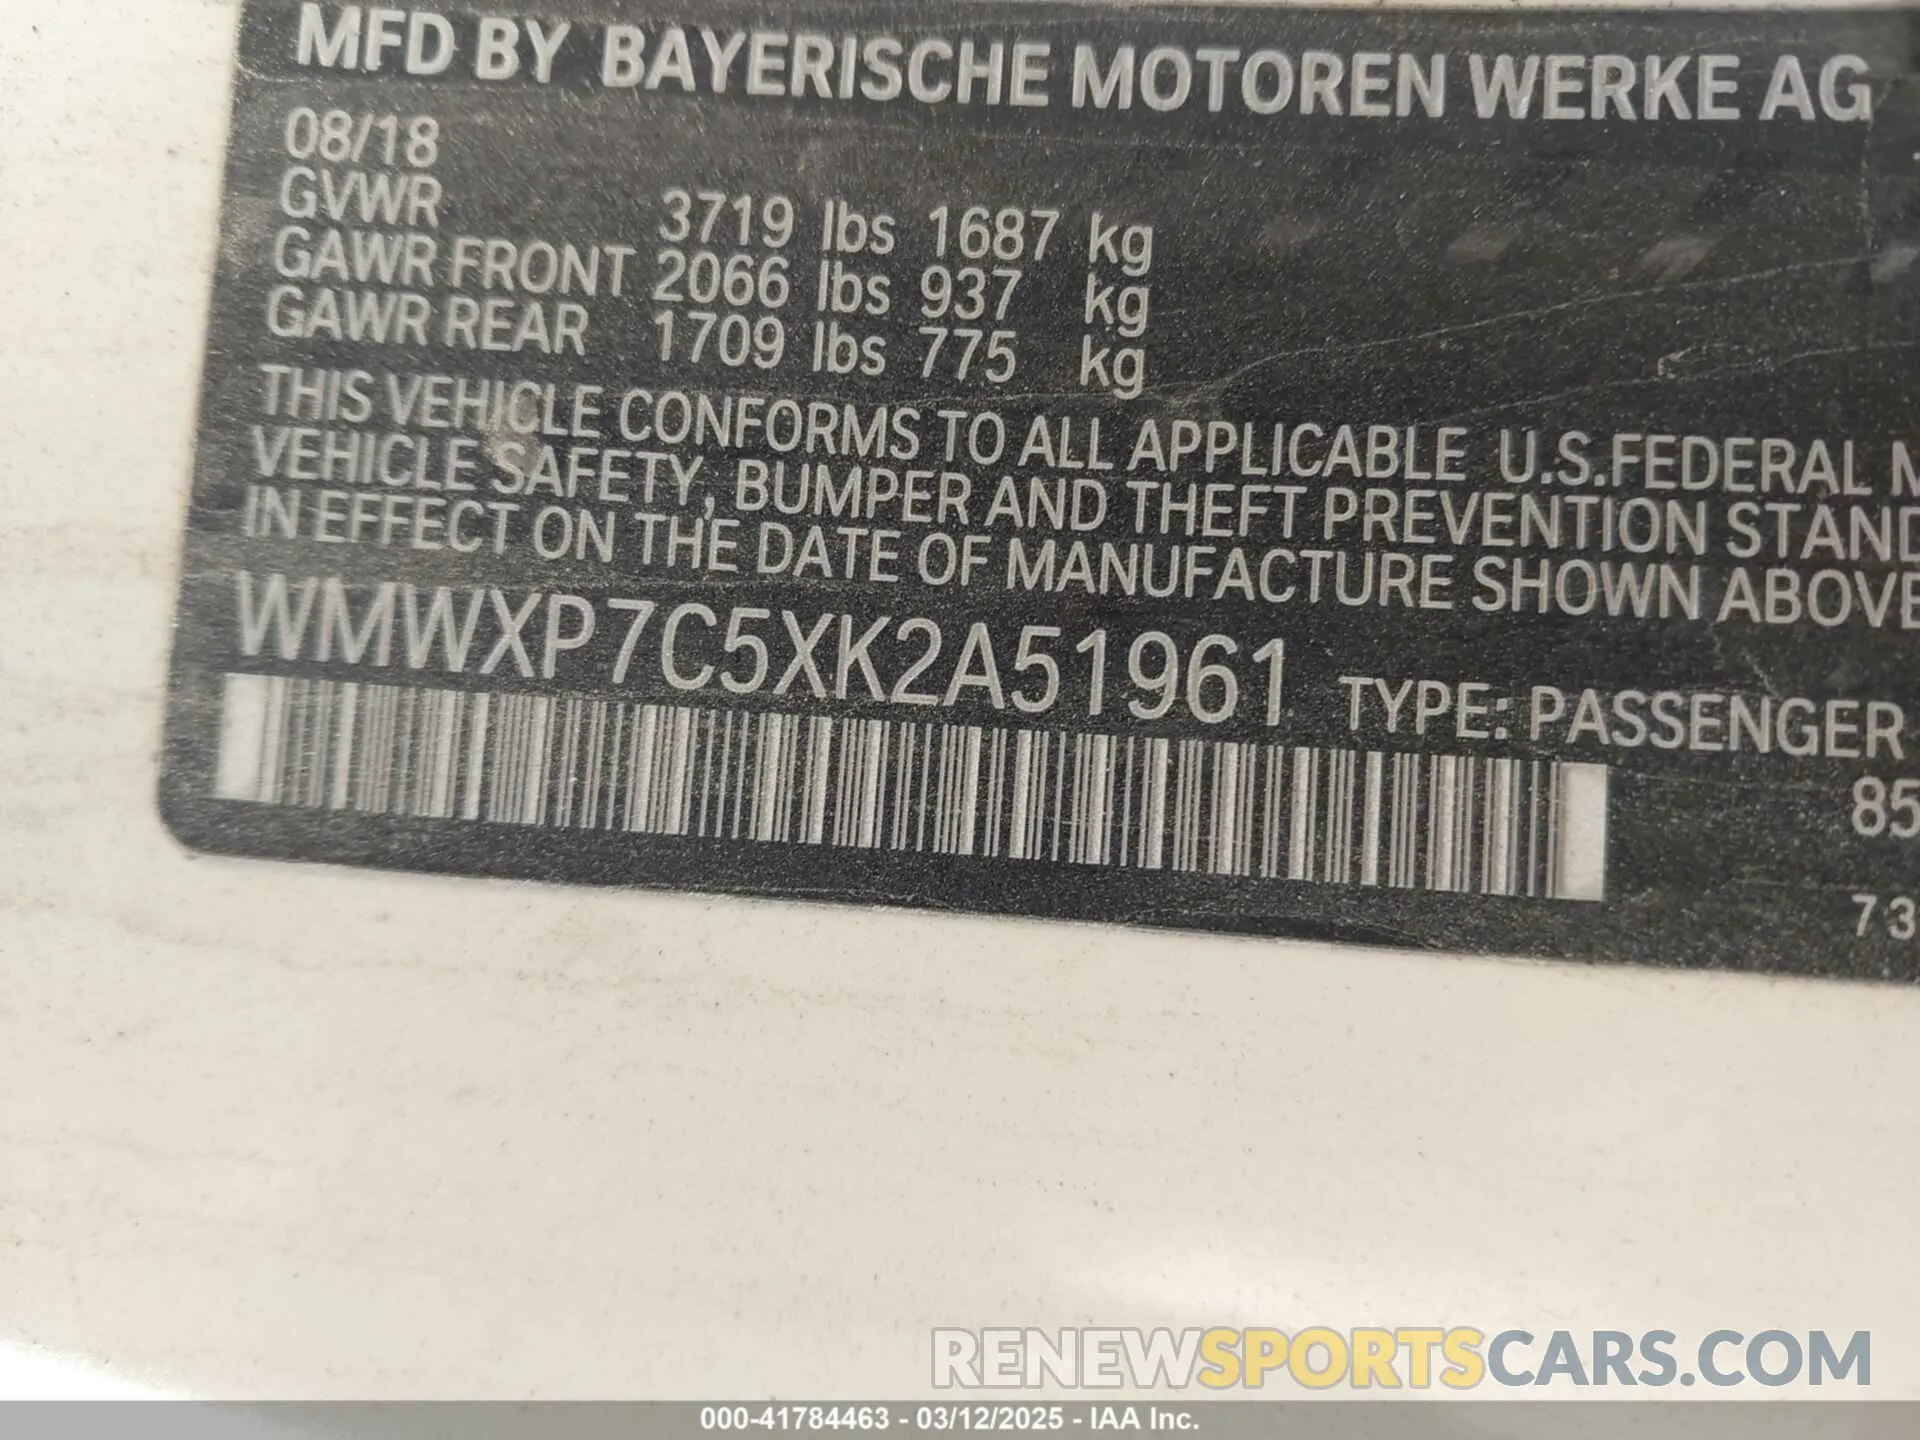 MFD BY BAYERISCHE MOTOREN WERKE AG
08/18
GVWR 3719 lbs 1687 kg
GAWR FRONT 2066 lbs 937 kg
GAWR REAR 1709 lbs 775 kg
THIS VEHICLE CONFORMS TO ALL APPLICABLE U.S.FEDERAL M
VEHICLE SAFETY, BUMPER AND THEFT PREVENTION STAND
IN EFFECT ON THE DATE OF MANUFACTURE SHOWN ABOVE
WMWXP7C5XK2A51961 TYPE: PASSENGER
85
73
RENEWSPORTSCARS.COM
000-41784463 - 03/12/2025 - IAA Inc.